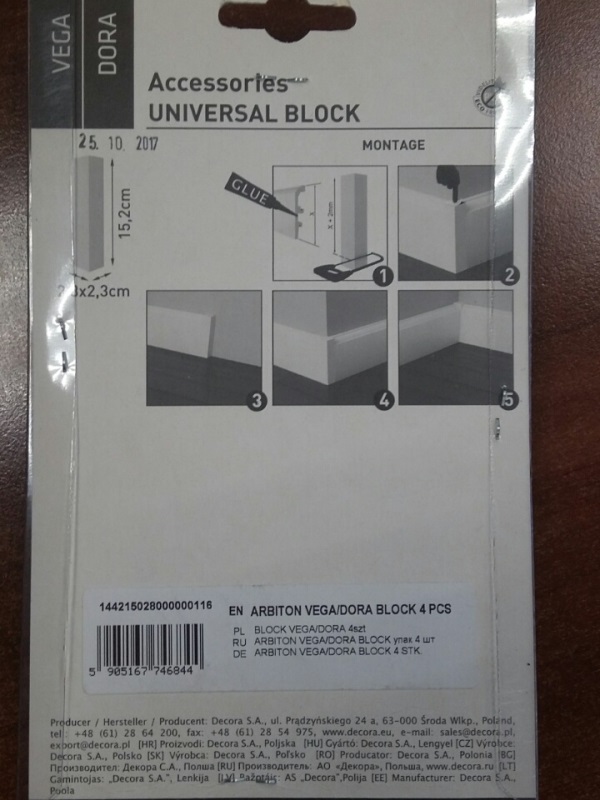 VEGA
DORA
Accessories
UNIVERSAL BLOCK
25. 10. 2017
MONTAGE
15,2cm
x2,3cm
GLUE
X
X + 2mm
1
2
3
4
5
144215028000000116
5 905167 746844
EN ARBITON VEGA/DORA BLOCK 4 PCS
PL BLOCK VEGA/DORA 4szt
RU ARBITON VEGA/DORA BLOCK упак 4 шт
DE ARBITON VEGA/DORA BLOCK 4 STK.
Producer / Hersteller / Producent: Decora S.A., ul. Prądzyńskiego 24 a, 63-000 Środa Wlkp., Poland,
tel.: +48 (61) 28 64 200, fax: +48 (61) 28 54 975, www.decora.eu, e-mail: sales@decora.pl,
export@decora.pl [HR] Proizvodi: Decora S.A., Poljska [HU] Gyártó: Decora S.A., Lengyel [CZ] Výrobce:
Decora S.A., Polsko [SK] Výrobca: Decora S.A., Poľsko [RO] Producator: Decora S.A., Polonia [BG]
Производител: Декора С.А., Полша [RU] Производитель: АО «Декора», Польша, www.decora.ru [LT]
Gamintojas: „Decora S.A.", Lenkija [LV] Ražotājs: AS „Decora",Polija [EE] Manufacturer: Decora S.A.,
Poola